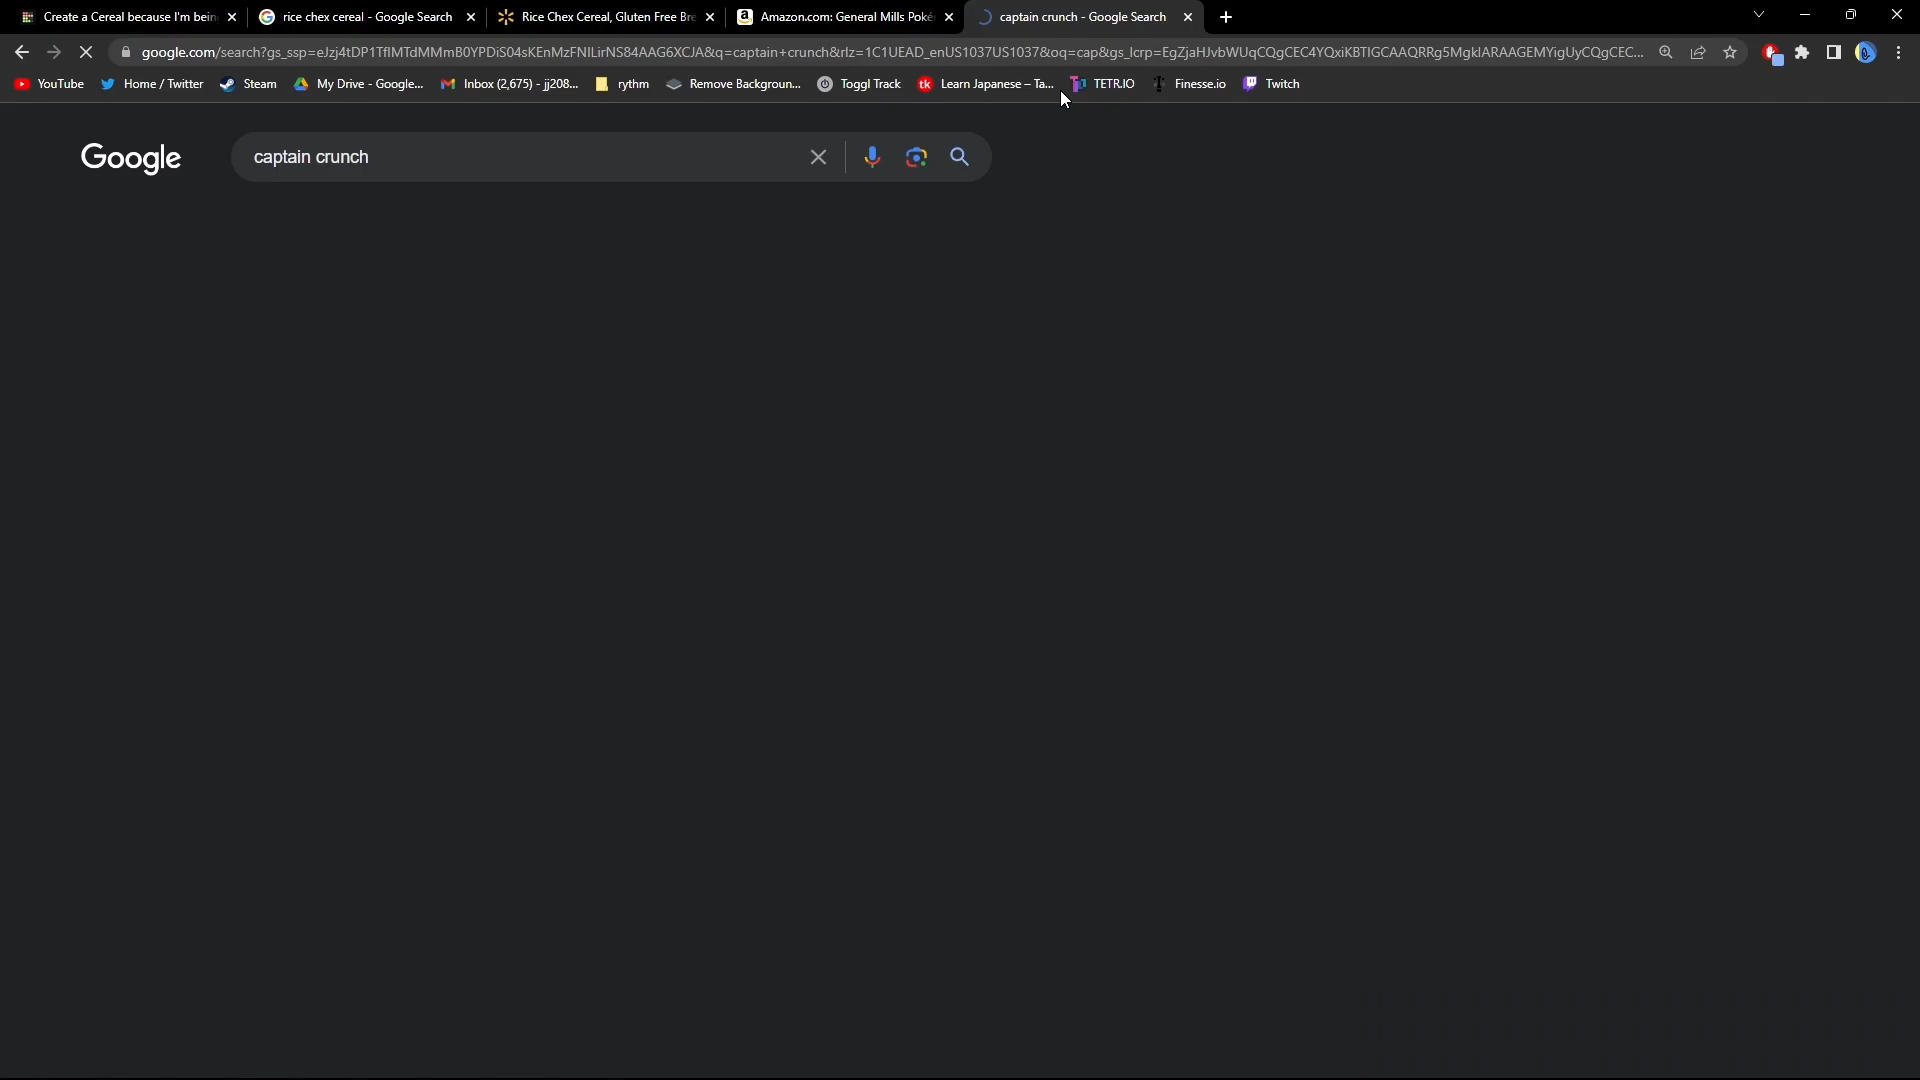 Create a Cereal because I'm bein
rice chex cereal - Google Search
Rice Chex Cereal, Gluten Free Bre
Amazon.com: General Mills Poké
captain crunch - Google Search
google.com/search?gs_ssp=eJzj4tDP1TflMTdMMmB0YPDiS04sKEnMzFNILirNS84AAG6XCJA&q=captain+crunch&rlz=1C1UEAD_enUS1037US1037&oq=cap&gs_lcrp=EgZjaHJvbWUqCQgCEC4YQxiKBTIGCAAQRRg5MgkIARAAGEMYigUyCQgCEC...
YouTube
Home / Twitter
Steam
My Drive - Google...
Inbox (2,675) - jj208...
rythm
Remove Backgroun...
Toggl Track
tk
Learn Japanese – Ta...
TETR.IO
Finesse.io
Twitch
Google
captain crunch